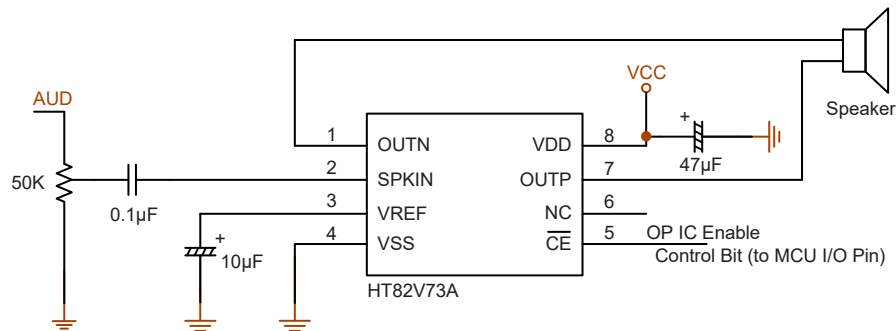 VCC
AUD
Speaker
+
1
OUTN
VDD
8
47µF
2
SPKIN
OUTP
7
50K
0.1µF
3
VREF
NC
6
+
10µF
4
VSS
CE
5
OP IC Enable
Control Bit (to MCU I/O Pin)
HT82V73A